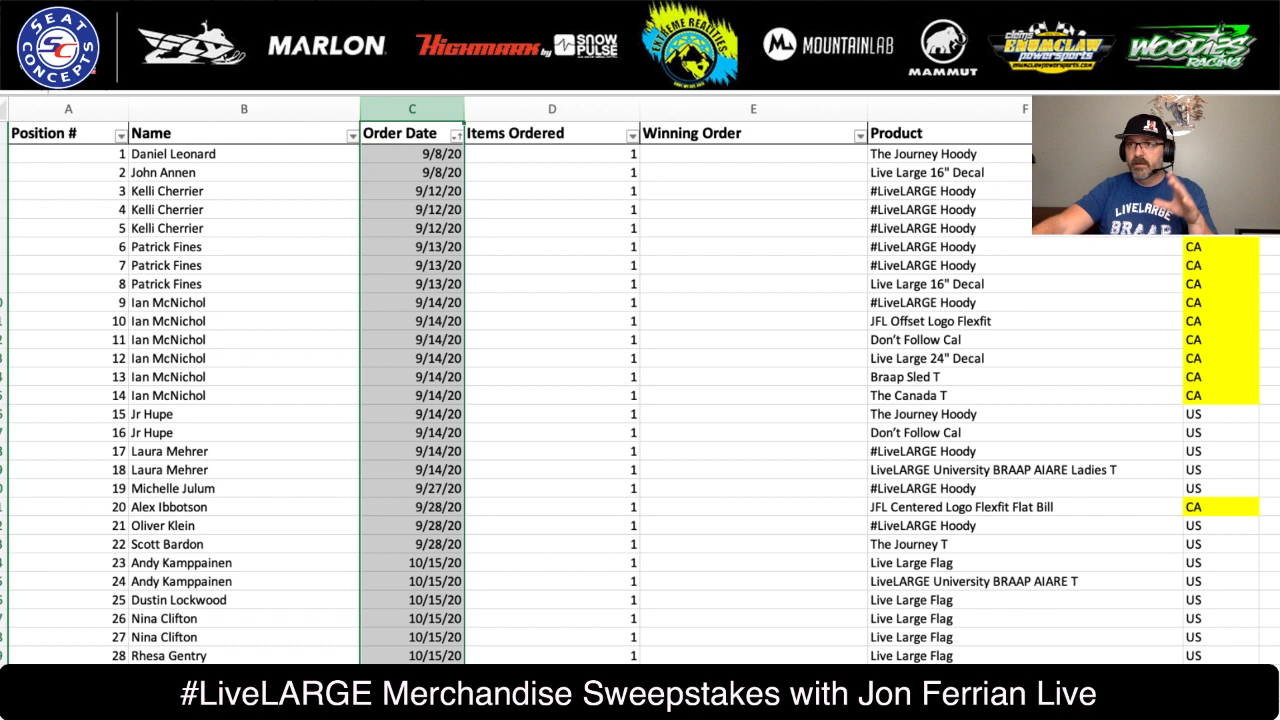 SEAT
SC
CONCEPTS
FLY
MARLON
HIGHMARK by SNOWPULSE
EXTREME REALITIES
MOUNTAINLAB
MAMMUT
ENUMCLAW
powersports
WOODIES
RACING
A B C D E F
Position # Name Order Date Items Ordered Winning Order Product
1 Daniel Leonard 9/8/20 1 The Journey Hoody
2 John Annen 9/8/20 1 Live Large 16" Decal
3 Kelli Cherrier 9/12/20 1 #LiveLARGE Hoody
4 Kelli Cherrier 9/12/20 1 #LiveLARGE Hoody
5 Kelli Cherrier 9/12/20 1 #LiveLARGE Hoody
6 Patrick Fines 9/13/20 1 #LiveLARGE Hoody CA
7 Patrick Fines 9/13/20 1 #LiveLARGE Hoody CA
8 Patrick Fines 9/13/20 1 Live Large 16" Decal CA
9 Ian McNichol 9/14/20 1 #LiveLARGE Hoody CA
10 Ian McNichol 9/14/20 1 JFL Offset Logo Flexfit CA
11 Ian McNichol 9/14/20 1 Don't Follow Cal CA
12 Ian McNichol 9/14/20 1 Live Large 24" Decal CA
13 Ian McNichol 9/14/20 1 Braap Sled T CA
14 Ian McNichol 9/14/20 1 The Canada T CA
15 Jr Hupe 9/14/20 1 The Journey Hoody US
16 Jr Hupe 9/14/20 1 Don't Follow Cal US
17 Laura Mehrer 9/14/20 1 #LiveLARGE Hoody US
18 Laura Mehrer 9/14/20 1 LiveLARGE University BRAAP AIARE Ladies T US
19 Michelle Julum 9/27/20 1 #LiveLARGE Hoody US
20 Alex Ibbotson 9/28/20 1 JFL Centered Logo Flexfit Flat Bill CA
21 Oliver Klein 9/28/20 1 #LiveLARGE Hoody US
22 Scott Bardon 9/28/20 1 The Journey T US
23 Andy Kamppainen 10/15/20 1 Live Large Flag US
24 Andy Kamppainen 10/15/20 1 LiveLARGE University BRAAP AIARE T US
25 Dustin Lockwood 10/15/20 1 Live Large Flag US
26 Nina Clifton 10/15/20 1 Live Large Flag US
27 Nina Clifton 10/15/20 1 Live Large Flag US
28 Rhesa Gentry 10/15/20 1 Live Large Flag US
LIVELARGE
BRAAP
#LiveLARGE Merchandise Sweepstakes with Jon Ferrian Live